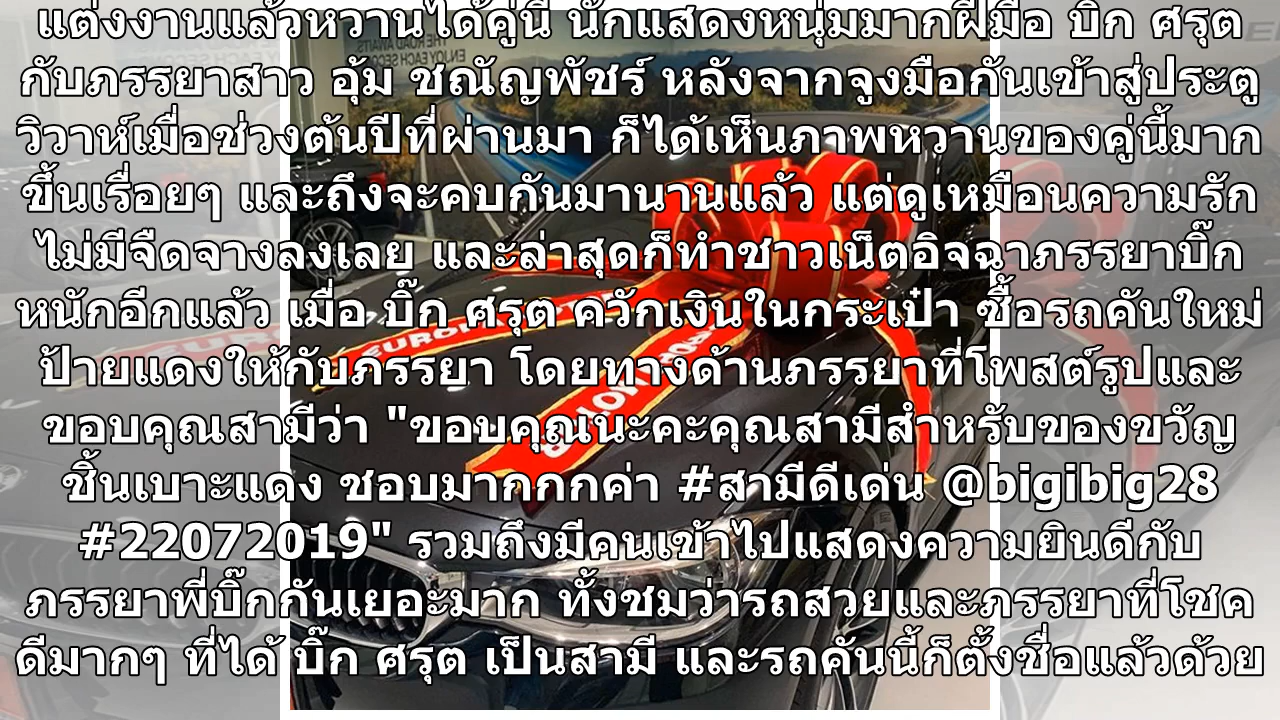 แต่งงานแล้วหวานได้คู่นี้ นักแสดงหนุ่มมากฝีมือ บิ๊ก ศรุต
กับภรรยาสาว อุ้ม ชณัญพัชร์ หลังจากจูงมือกันเข้าสู่ประตู
วิวาห์เมื่อช่วงต้นปีที่ผ่านมา ก็ได้เห็นภาพหวานของคู่นี้มาก
ขึ้นเรื่อยๆ และถึงจะคบกันมานานแล้ว แต่ดูเหมือนความรัก
ไม่มีจืดจางลงเลย และล่าสุดก็ทำชาวเน็ตอิจฉาภรรยาบิ๊ก
หนักอีกแล้ว เมื่อ บิ๊ก ศรุต ควักเงินในกระเป๋า ซื้อรถคันใหม่
ป้ายแดงให้กับภรรยา โดยทางด้านภรรยาที่โพสต์รูปและ
ขอบคุณสามีว่า "ขอบคุณนะคะคุณสามีสำหรับของขวัญ
ชิ้นเบาะแดง ชอบมากกกค่า #สามีดีเด่น @bigibig28
#22072019" รวมถึงมีคนเข้าไปแสดงความยินดีกับ
ภรรยาพี่บิ๊กกันเยอะมาก ทั้งชมว่ารถสวยและภรรยาที่โชค
ดีมากๆ ที่ได้ บิ๊ก ศรุต เป็นสามี และรถคันนี้ก็ตั้งชื่อแล้วด้วย